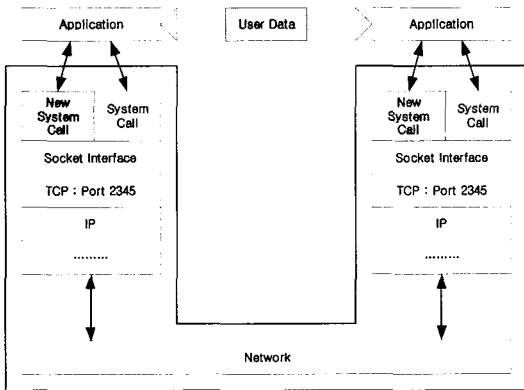 Application
User Data
Application
New
System
Call
System
Call
Socket Interface
TCP : Port 2345
IP
.........
New
System
Call
System
Call
Socket Interface
TCP : Port 2345
IP
.........
Network